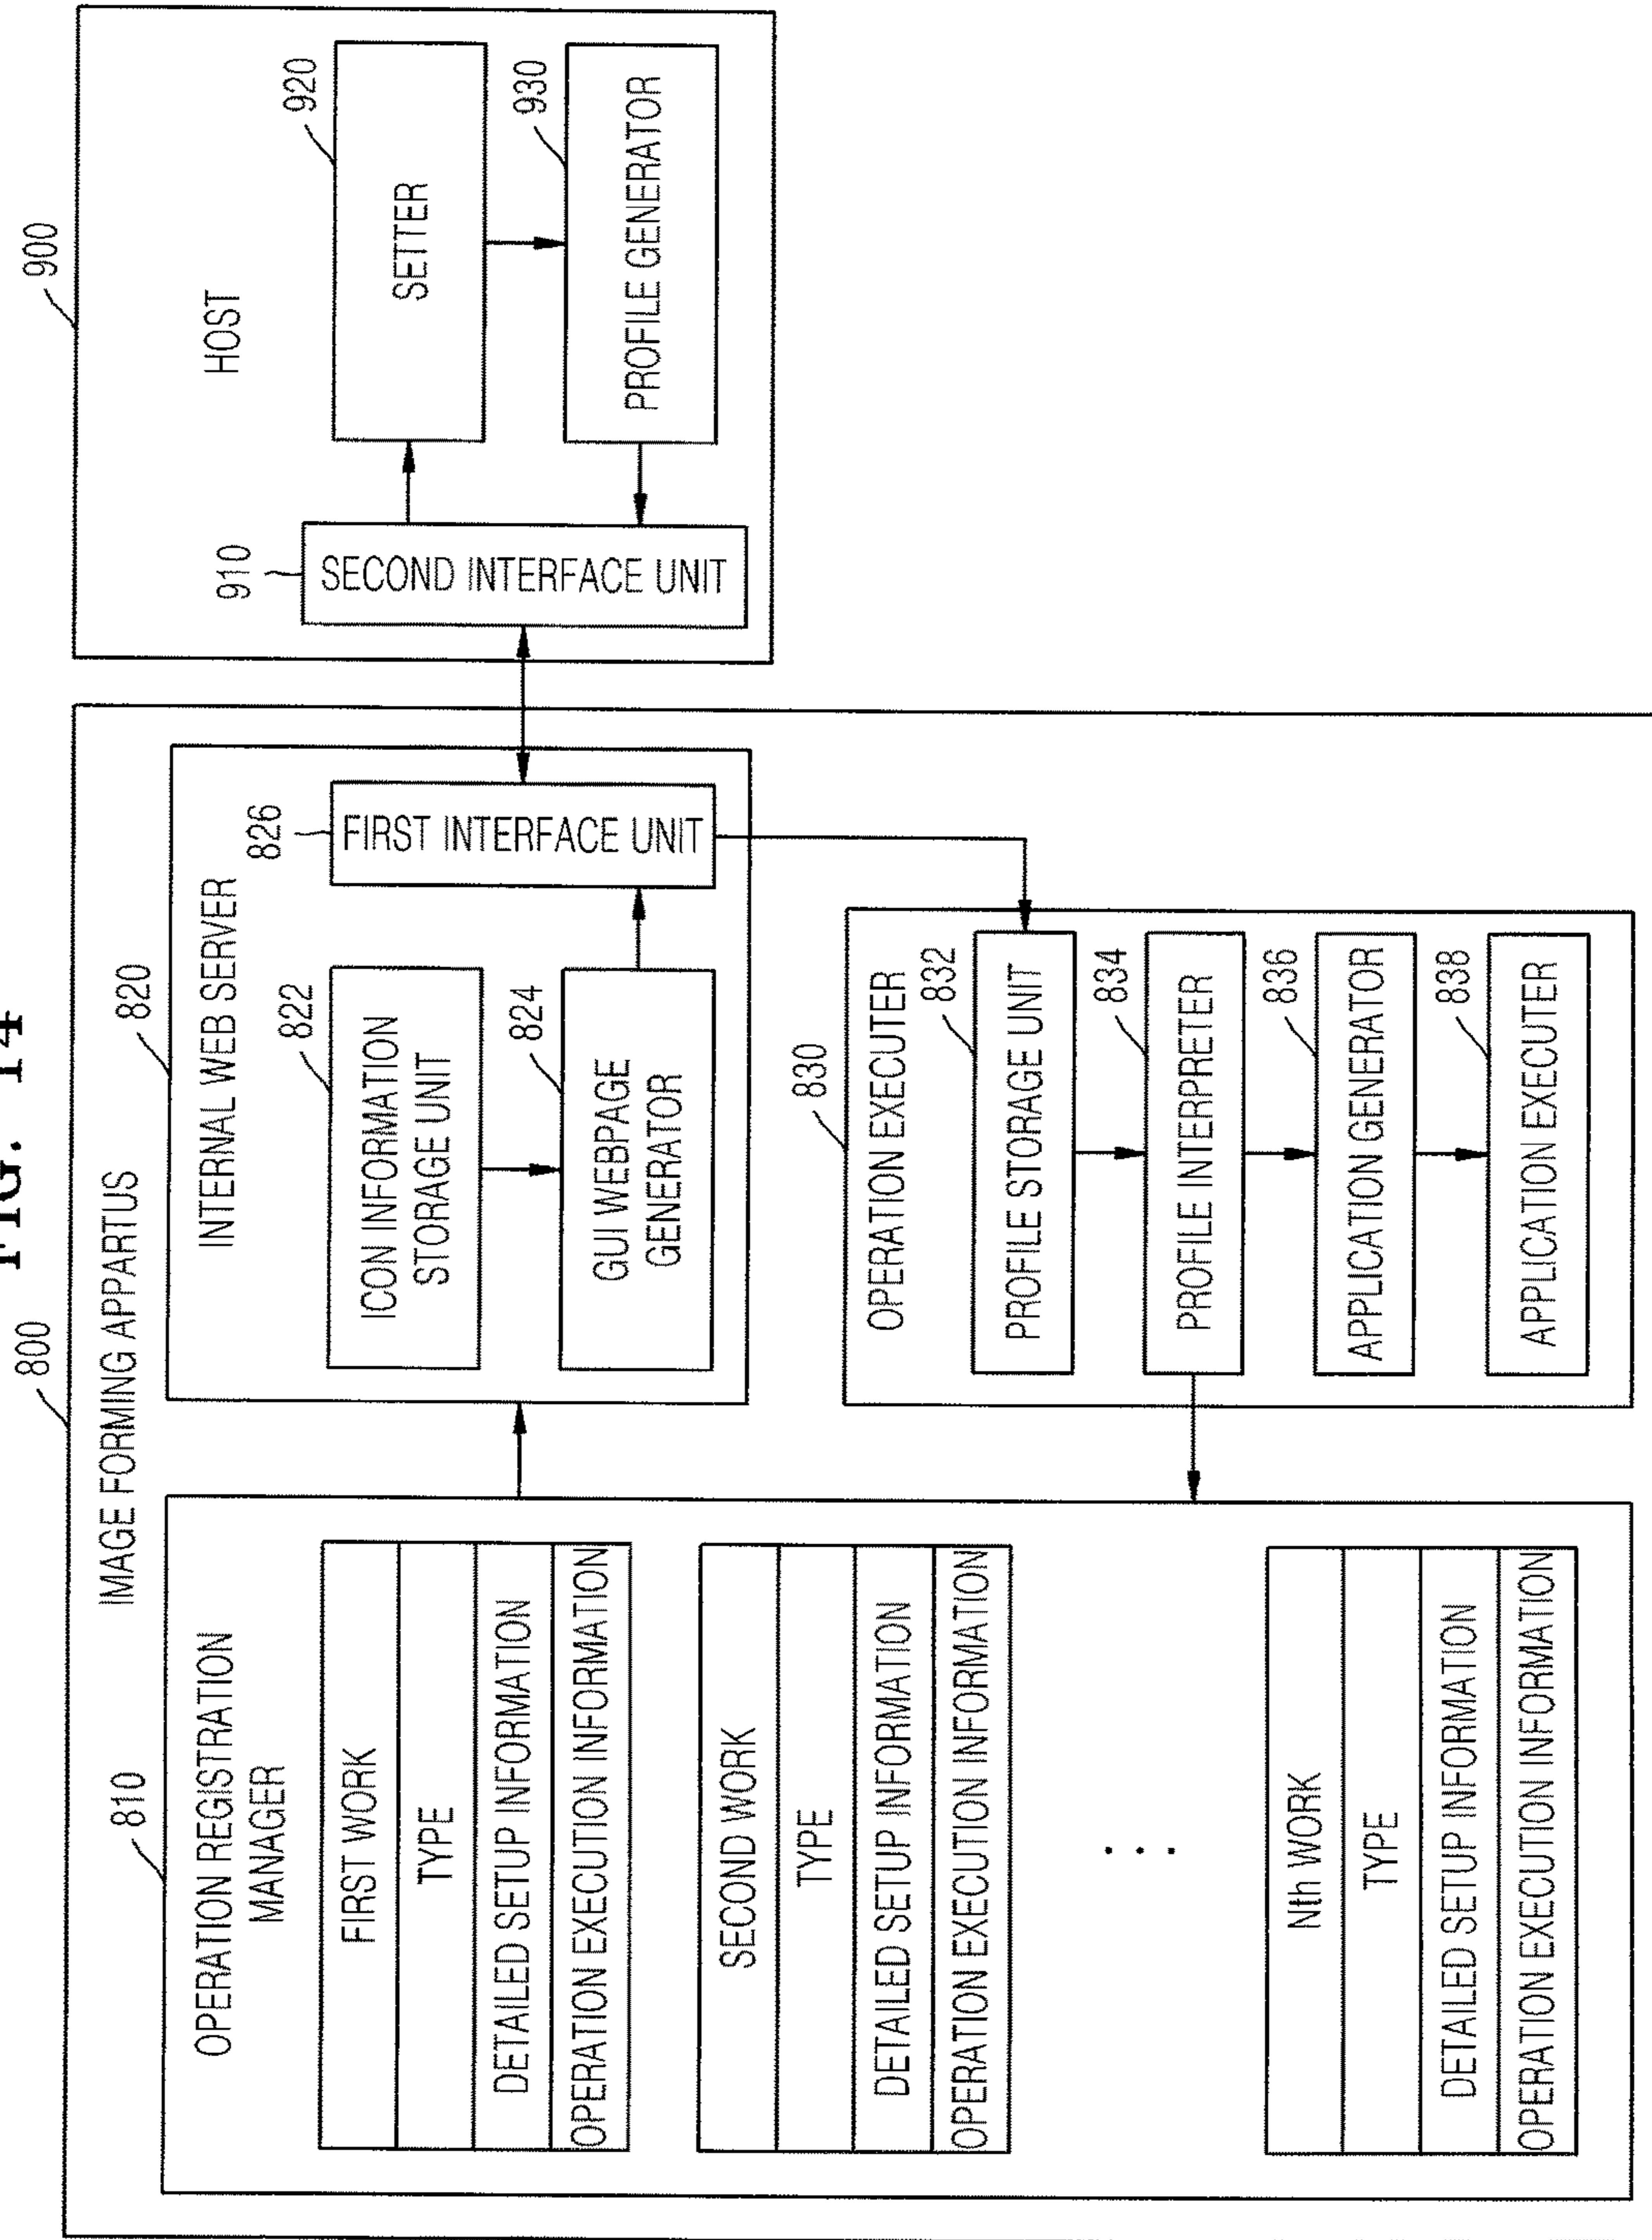 FIG. 14
800
IMAGE FORMING APPARTUS
810
OPERATION REGISTRATION
MANAGER
FIRST WORK
TYPE
DETAILED SETUP INFORMATION
OPERATION EXECUTION INFORMATION
SECOND WORK
TYPE
DETAILED SETUP INFORMATION
OPERATION EXECUTION INFORMATION
. . .
Nth WORK
TYPE
DETAILED SETUP INFORMATION
OPERATION EXECUTION INFORMATION
820
INTERNAL WEB SERVER
822
ICON INFORMATION
STORAGE UNIT
824
GUI WEBPAGE
GENERATOR
826
FIRST INTERFACE UNIT
830
OPERATION EXECUTER
832
PROFILE STORAGE UNIT
834
PROFILE INTERPRETER
836
APPLICATION GENERATOR
838
APPLICATION EXECUTER
900
HOST
910
SECOND INTERFACE UNIT
920
SETTER
930
PROFILE GENERATOR